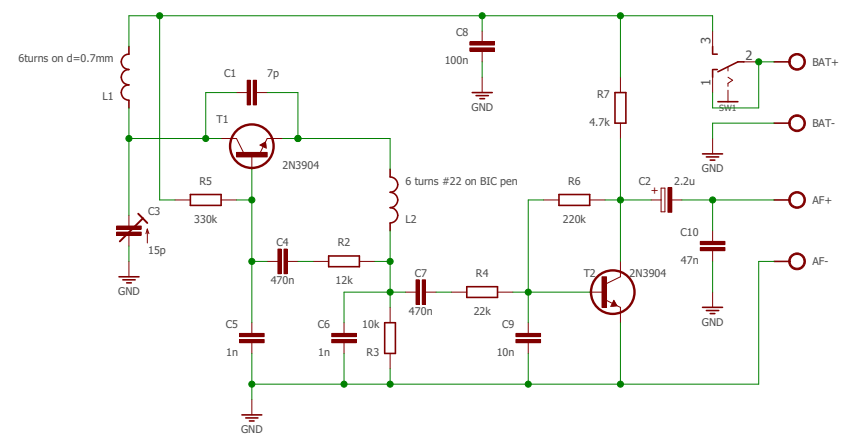 6turns on d=0.7mm
L1
C1
7p
T1
2N3904
C8
100n
GND
R7
4.7k
3
2
1
SW1
BAT+
BAT-
GND
R5
330k
6 turns #22 on BIC pen
L2
R6
220k
C2
+
2.2u
AF+
C3
15p
GND
C4
470n
R2
12k
C7
470n
R4
22k
T2
2N3904
C10
47n
GND
AF-
C5
1n
C6
1n
10k
R3
C9
10n
GND